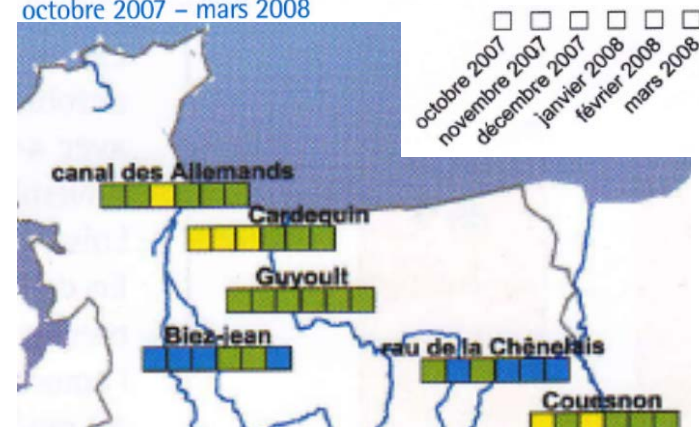 octobre 2007 – mars 2008
octobre 2007
novembre 2007
décembre 2007
janvier 2008
février 2008
mars 2008
canal des Allemands
Cardequin
Guyoult
Biez-jean
rau de la Chênelais
Couesnon